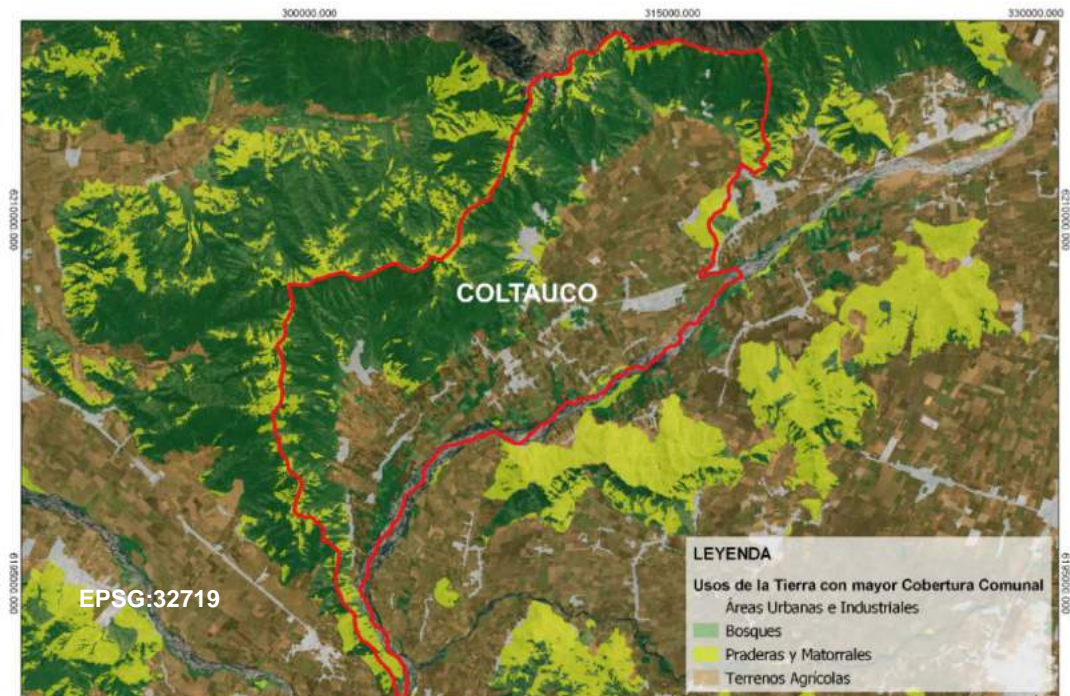 300000.000
315000.000
330000.000
6210000.000
6210000.000
COLTAUCO
6195000.000
6195000.000
EPSG:32719
LEYENDA
Usos de la Tierra con mayor Cobertura Comunal
Áreas Urbanas e Industriales
Bosques
Praderas y Matorrales
Terrenos Agrícolas